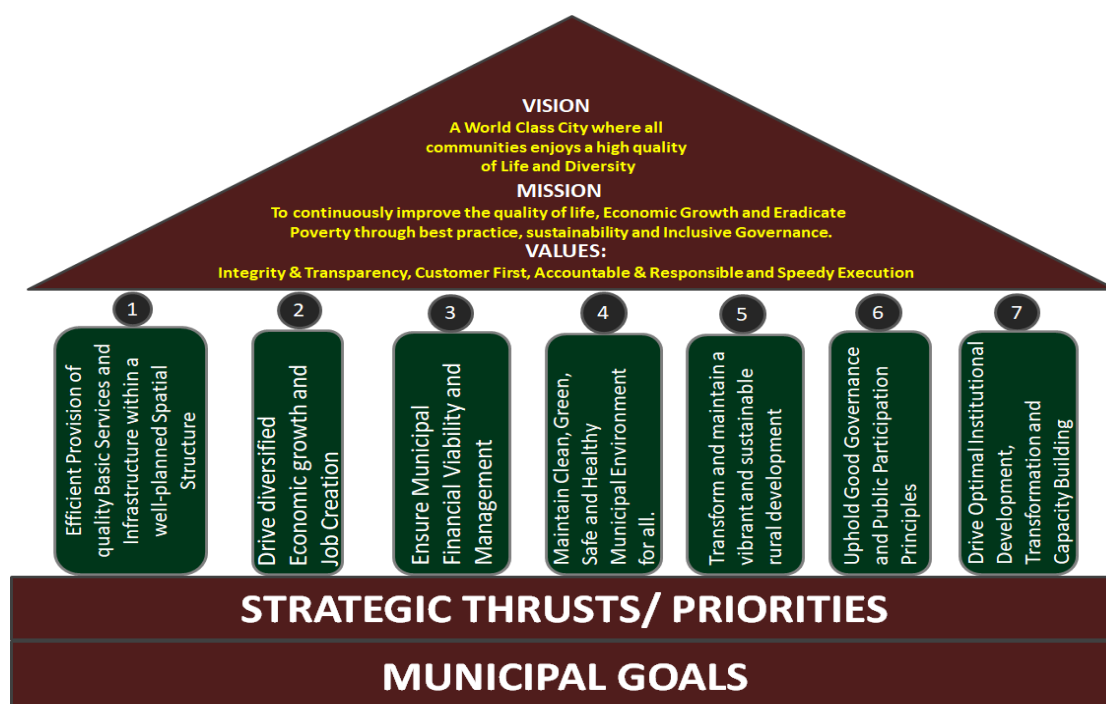 VISION
A World Class City where all
communities enjoys a high quality
of Life and Diversity
MISSION
To continuously improve the quality of life, Economic Growth and Eradicate
Poverty through best practice, sustainability and Inclusive Governance.
VALUES:
Integrity & Transparency, Customer First, Accountable & Responsible and Speedy Execution
1
Efficient Provision of
quality Basic Services and
Infrastructure within a
well-planned Spatial
Structure
2
Drive diversified
Economic growth and
Job Creation
3
Ensure Municipal
Financial Viability and
Management
4
Maintain Clean, Green,
Safe and Healthy
Municipal Environment
for all.
5
Transform and maintain a
vibrant and sustainable
rural development
6
Uphold Good Governance
and Public Participation
Principles
7
Drive Optimal Institutional
Development,
Transformation and
Capacity Building
STRATEGIC THRUSTS/ PRIORITIES
MUNICIPAL GOALS